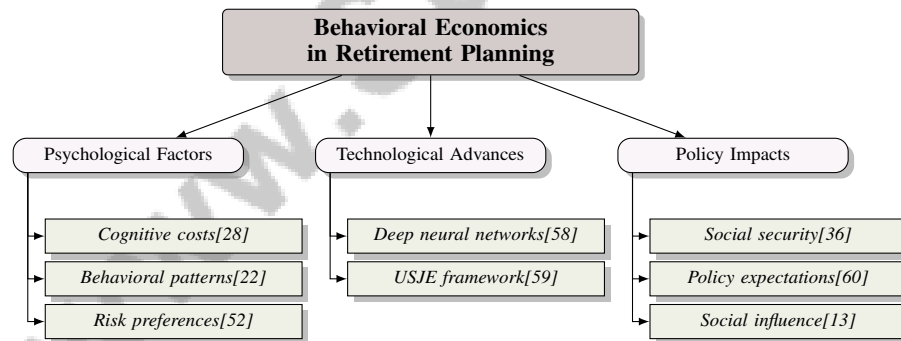 Behavioral Economics
in Retirement Planning
Psychological Factors
Technological Advances
Policy Impacts
Cognitive costs[28]
Behavioral patterns[22]
Risk preferences[52]
Deep neural networks[58]
USJE framework[59]
Social security[36]
Policy expectations[60]
Social influence[13]